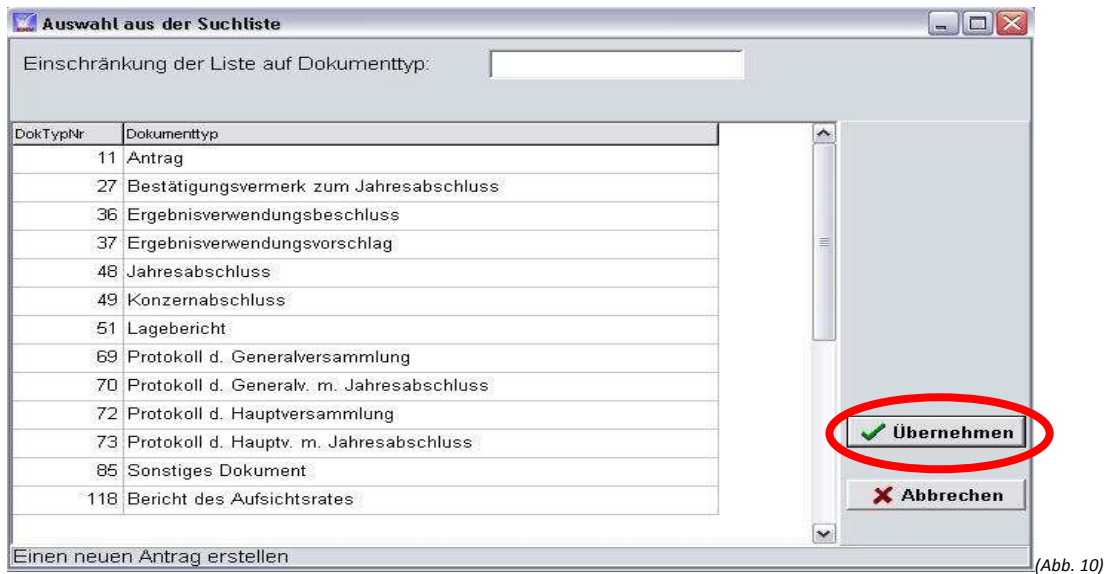 Auswahl aus der Suchliste
Einschränkung der Liste auf Dokumenttyp:
DokTypNr Dokumenttyp
11 Antrag
27 Bestätigungsvermerk zum Jahresabschluss
36 Ergebnisverwendungsbeschluss
37 Ergebnisverwendungsvorschlag
48 Jahresabschluss
49 Konzernabschluss
51 Lagebericht
69 Protokoll d. Generalversammlung
70 Protokoll d. Generalv. m. Jahresabschluss
72 Protokoll d. Hauptversammlung
73 Protokoll d. Hauptv. m. Jahresabschluss
85 Sonstiges Dokument
118 Bericht des Aufsichtsrates
Übernehmen
Abbrechen
Einen neuen Antrag erstellen
(Abb. 10)